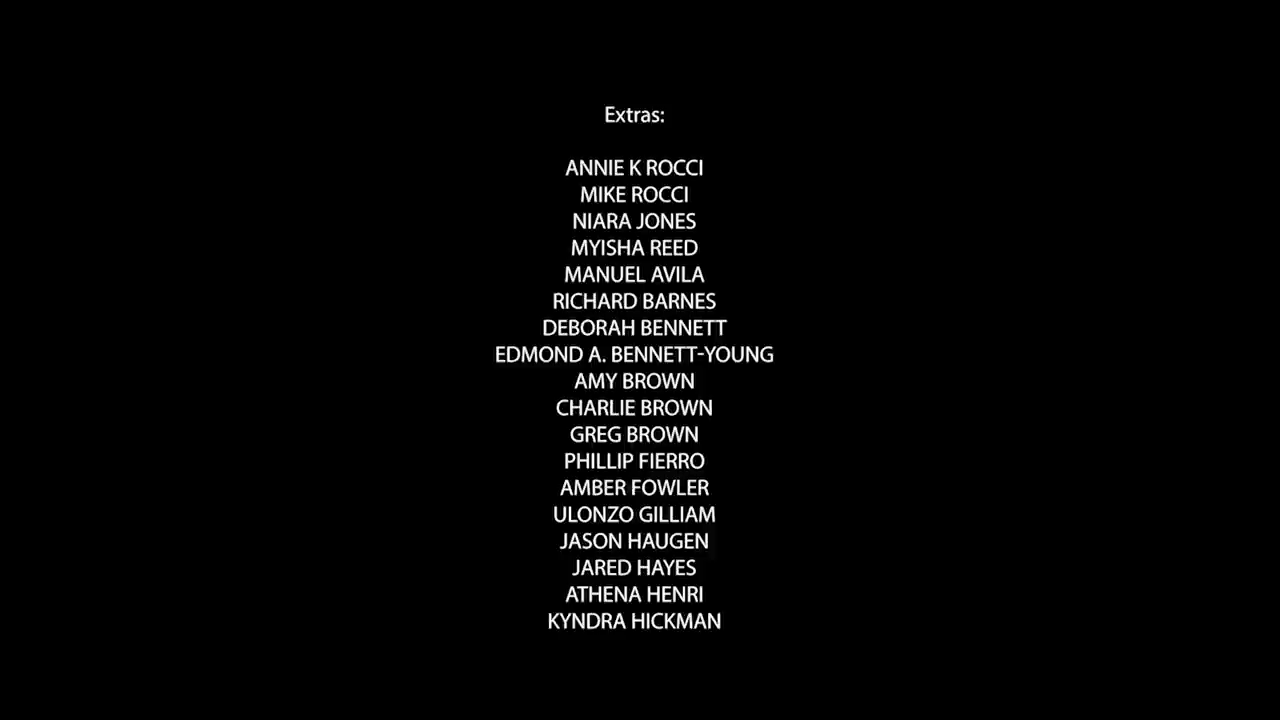 Extras:
ANNIE K ROCCI
MIKE ROCCI
NIARA JONES
MYISHA REED
MANUEL AVILA
RICHARD BARNES
DEBORAH BENNETT
EDMOND A. BENNETT-YOUNG
AMY BROWN
CHARLIE BROWN
GREG BROWN
PHILLIP FIERRO
AMBER FOWLER
ULONZO GILLIAM
JASON HAUGEN
JARED HAYES
ATHENA HENRI
KYNDRA HICKMAN